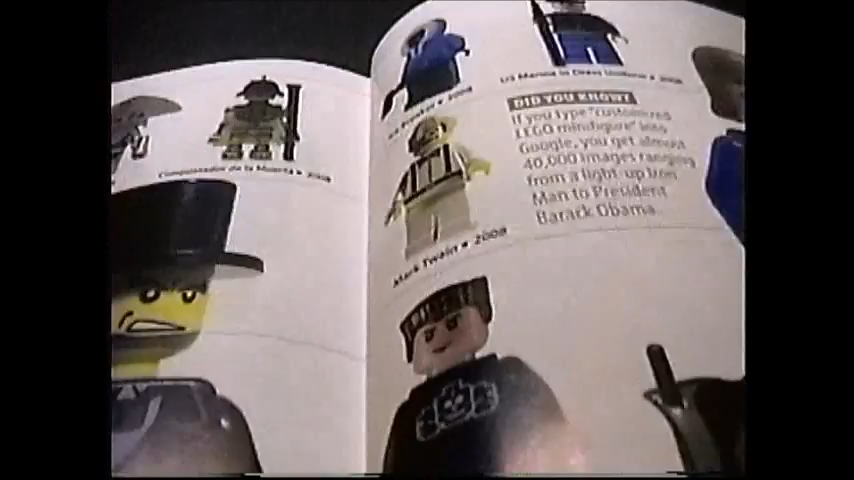 Conquistador de la Muerta • 2008
2008
US Marine in Dress Uniform • 2008
DID YOU KNOW?
If you type "customized
LEGO minifigure" into
Google, you get almost
40,000 images ranging
from a light-up Iron
Man to President
Barack Obama.
Mark Twain • 2009